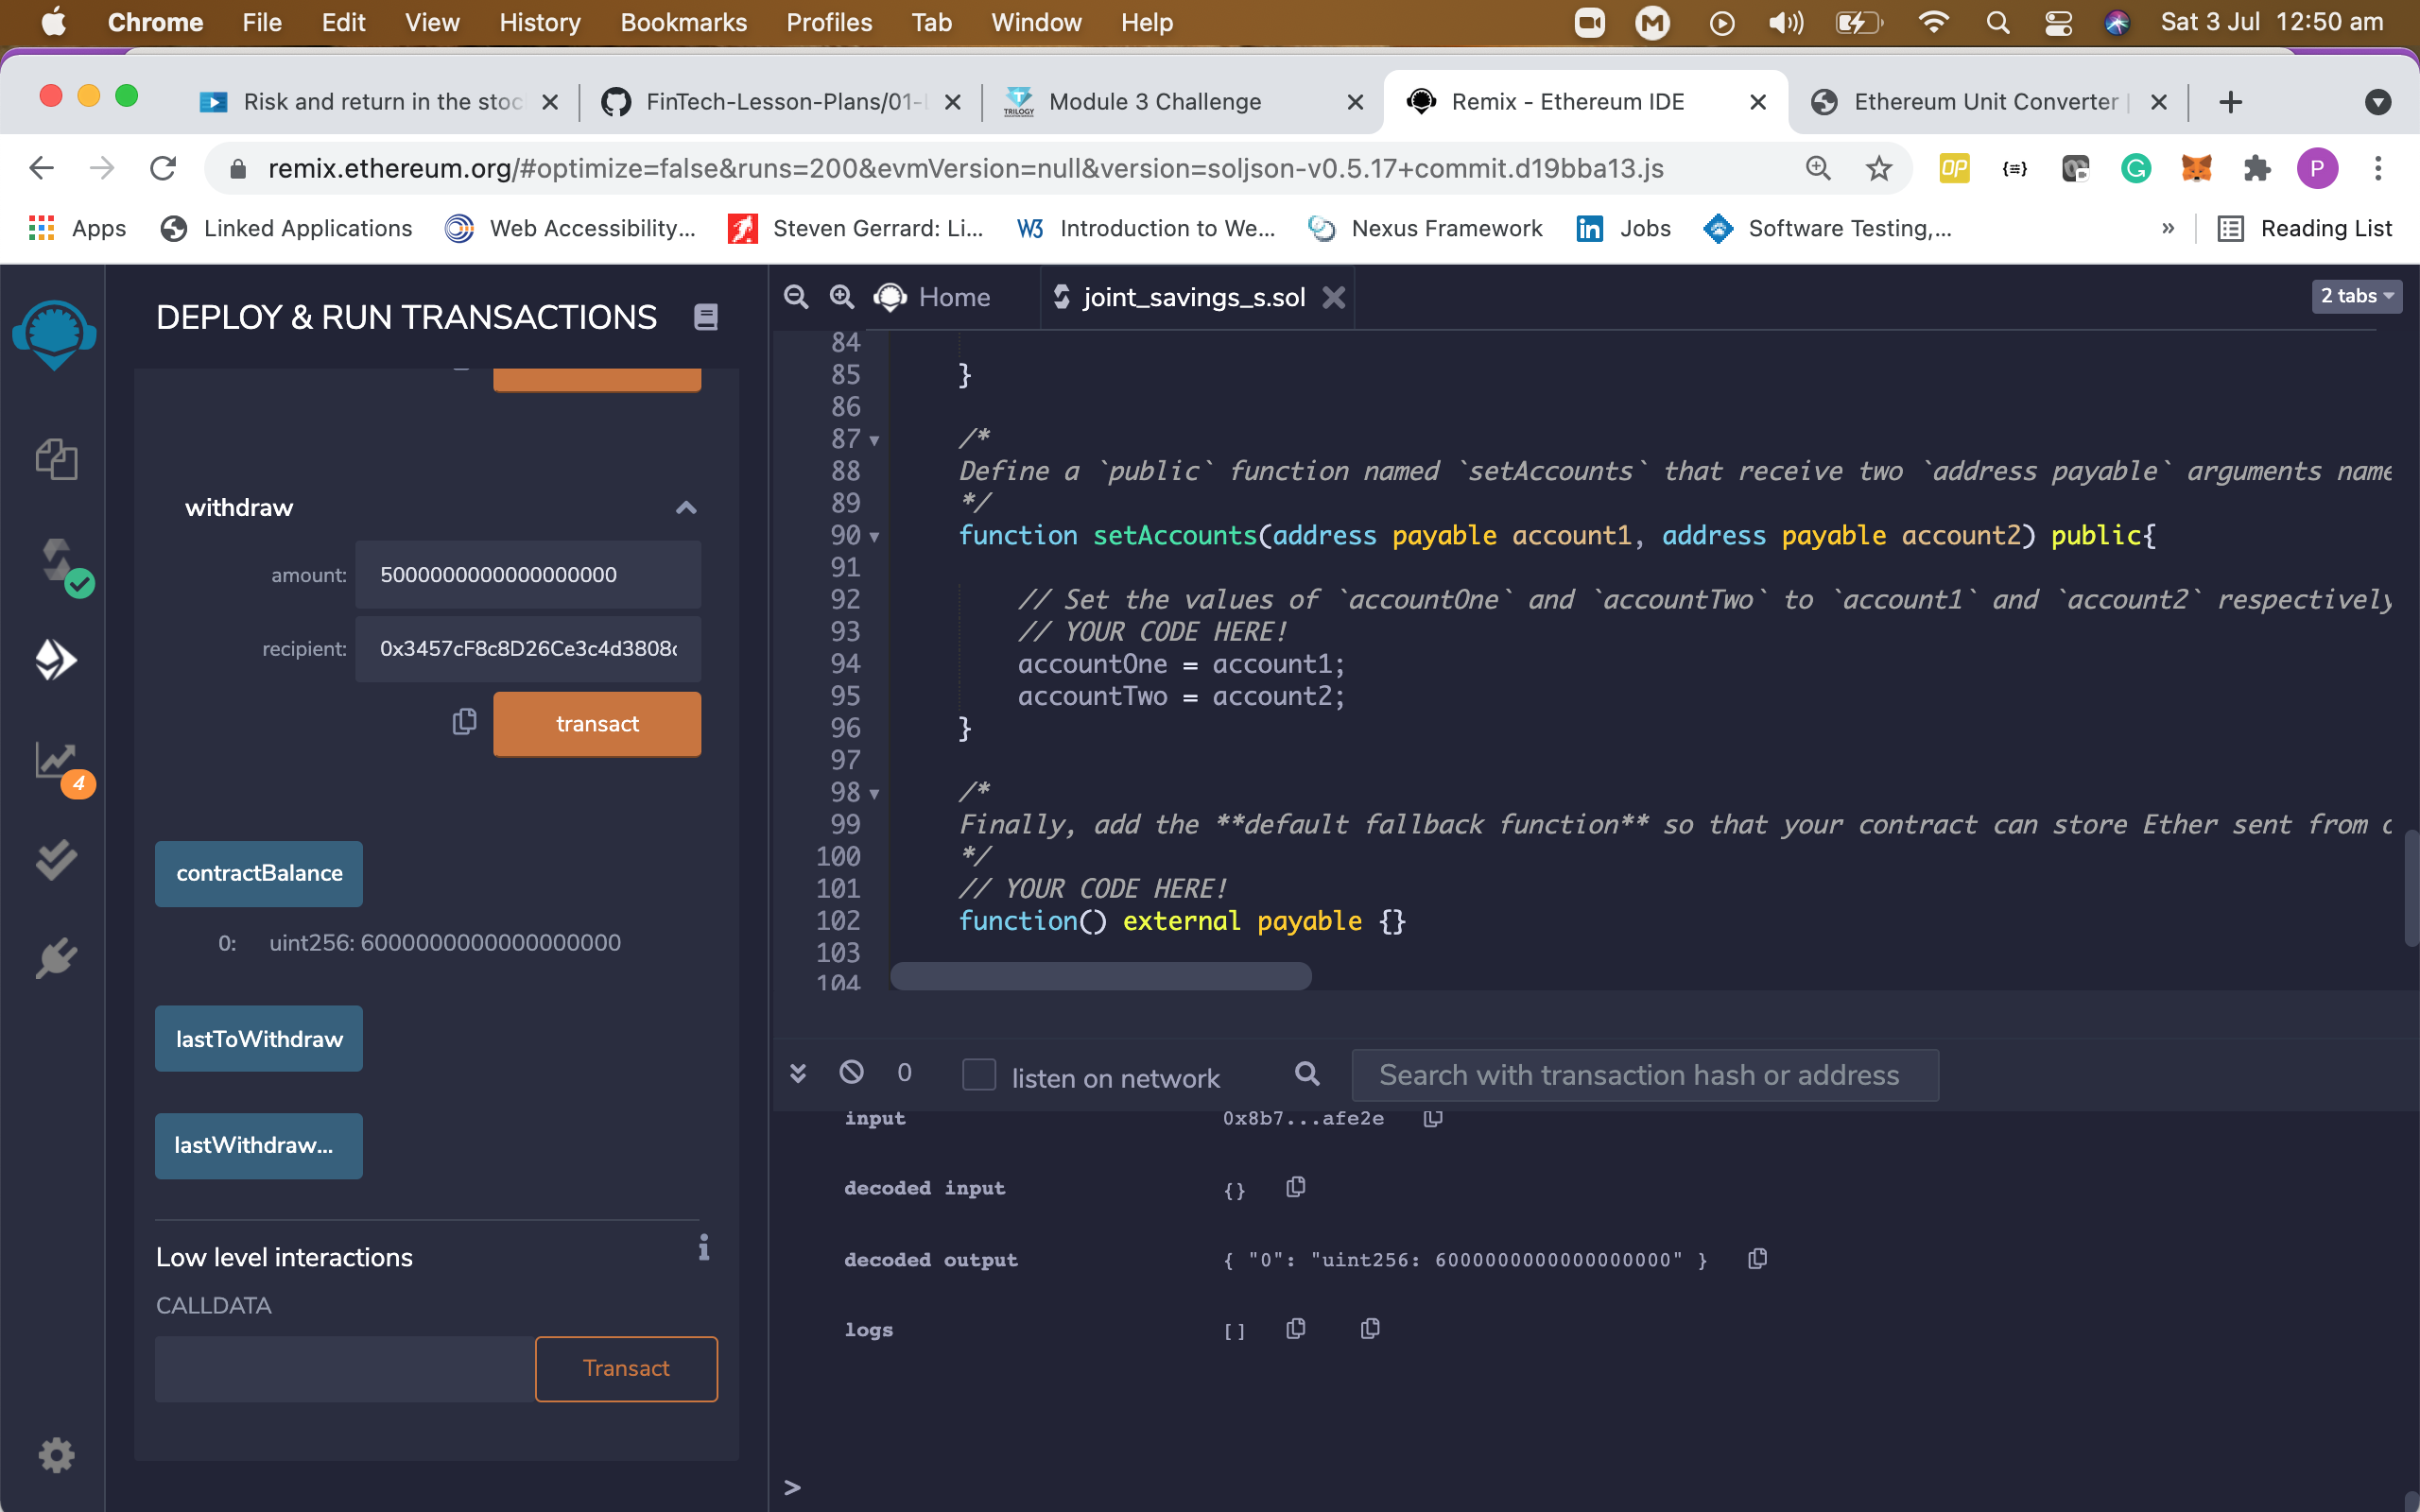 Chrome File Edit View History Bookmarks Profiles Tab Window Help Sat 3 Jul 12:50 am
Risk and return in the stoc
FinTech-Lesson-Plans/01-
TRILOGY
Module 3 Challenge
Remix - Ethereum IDE
Ethereum Unit Converter |
remix.ethereum.org/#optimize=false&runs=200&evmVersion=null&version=soljson-v0.5.17+commit.d19bba13.js
OP
P
Apps Linked Applications Web Accessibility... Steven Gerrard: Li... W3 Introduction to We... Nexus Framework in Jobs Software Testing,... » Reading List
DEPLOY & RUN TRANSACTIONS
withdraw
amount: 5000000000000000000
recipient: 0x3457cF8c8D26Ce3c4d3808c
transact
4
contractBalance
0: uint256: 6000000000000000000
lastToWithdraw
lastWithdraw...
Low level interactions
CALLDATA
Transact
Home
joint_savings_s.sol
2 tabs
84
85 }
86
87 /*
88 Define a `public` function named `setAccounts` that receive two `address payable` arguments name
89 */
90 function setAccounts(address payable account1, address payable account2) public{
91
92 // Set the values of `accountOne` and `accountTwo` to `account1` and `account2` respectively
93 // YOUR CODE HERE!
94 accountOne = account1;
95 accountTwo = account2;
96 }
97
98 /*
99 Finally, add the **default fallback function** so that your contract can store Ether sent from o
100 */
101 // YOUR CODE HERE!
102 function() external payable {}
103
104
0 listen on network Search with transaction hash or address
input 0x8b7...afe2e
decoded input {}
decoded output { "0": "uint256: 6000000000000000000" }
logs []
>